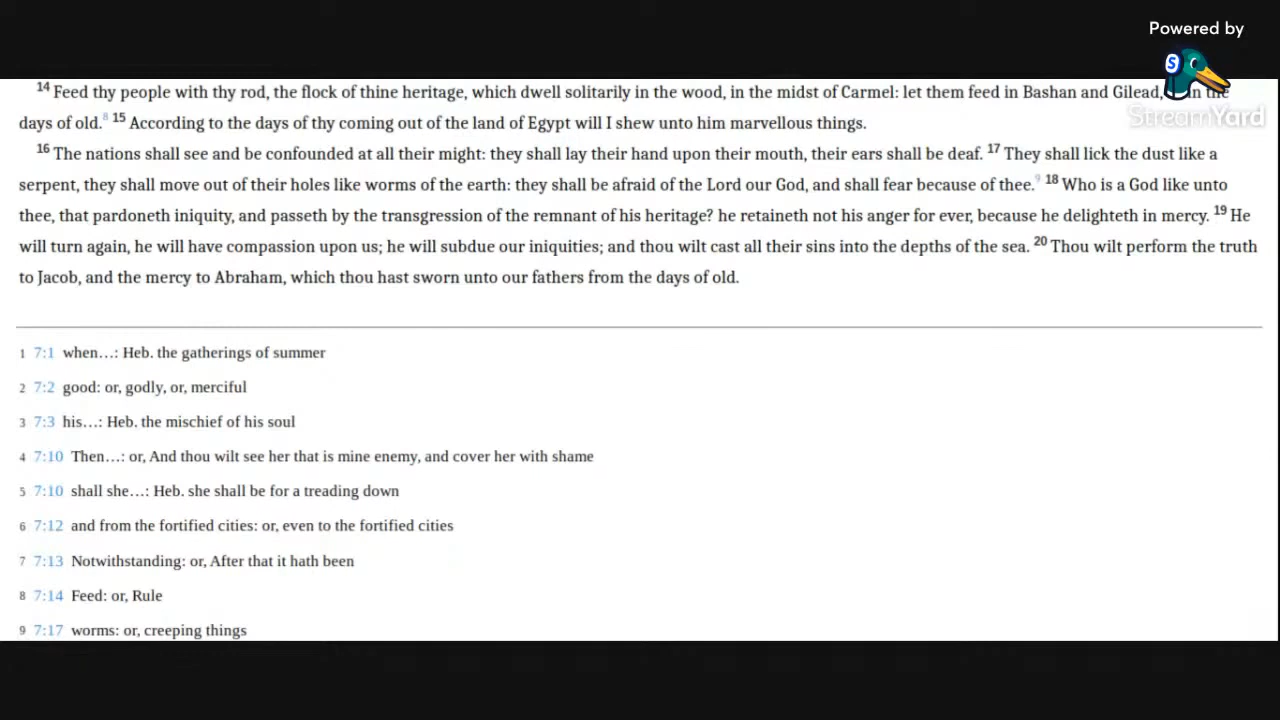 Powered by
StreamYard
14 Feed thy people with thy rod, the flock of thine heritage, which dwell solitarily in the wood, in the midst of Carmel: let them feed in Bashan and Gilead, in the
days of old.8 15 According to the days of thy coming out of the land of Egypt will I shew unto him marvellous things.
16 The nations shall see and be confounded at all their might: they shall lay their hand upon their mouth, their ears shall be deaf. 17 They shall lick the dust like a
serpent, they shall move out of their holes like worms of the earth: they shall be afraid of the Lord our God, and shall fear because of thee.9 18 Who is a God like unto
thee, that pardoneth iniquity, and passeth by the transgression of the remnant of his heritage? he retaineth not his anger for ever, because he delighteth in mercy. 19 He
will turn again, he will have compassion upon us; he will subdue our iniquities; and thou wilt cast all their sins into the depths of the sea. 20 Thou wilt perform the truth
to Jacob, and the mercy to Abraham, which thou hast sworn unto our fathers from the days of old.
1 7:1 when…: Heb. the gatherings of summer
2 7:2 good: or, godly, or, merciful
3 7:3 his…: Heb. the mischief of his soul
4 7:10 Then…: or, And thou wilt see her that is mine enemy, and cover her with shame
5 7:10 shall she…: Heb. she shall be for a treading down
6 7:12 and from the fortified cities: or, even to the fortified cities
7 7:13 Notwithstanding: or, After that it hath been
8 7:14 Feed: or, Rule
9 7:17 worms: or, creeping things